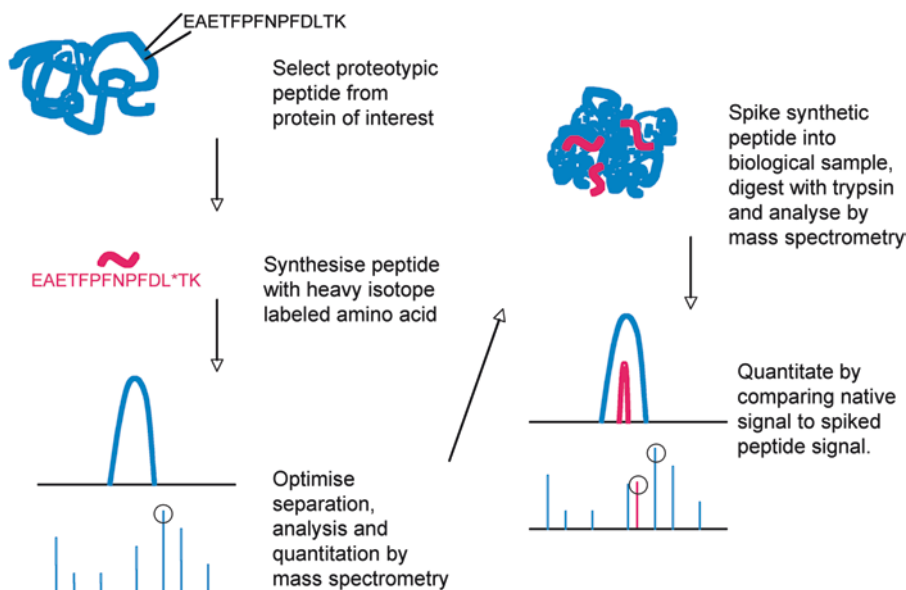 EAETFPFNPFDLTK
Select proteotypic
peptide from
protein of interest
EAETFPFNPFDL*TK
Synthesise peptide
with heavy isotope
labeled amino acid
Optimise
separation,
analysis and
quantitation by
mass spectrometry
Spike synthetic
peptide into
biological sample,
digest with trypsin
and analyse by
mass spectrometry
Quantitate by
comparing native
signal to spiked
peptide signal.